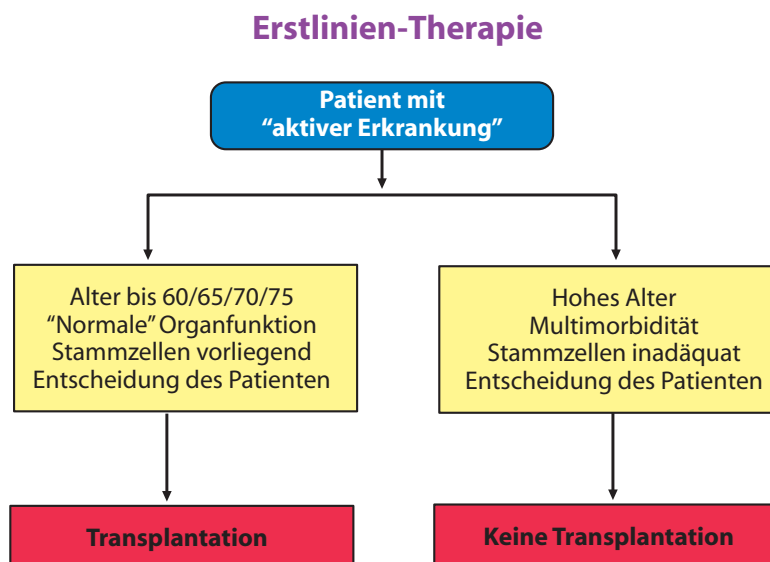 Erstlinien-Therapie
Patient mit
“aktiver Erkrankung”
Alter bis 60/65/70/75
“Normale” Organfunktion
Stammzellen vorliegend
Entscheidung des Patienten
Hohes Alter
Multimorbidität
Stammzellen inadäquat
Entscheidung des Patienten
Transplantation
Keine Transplantation